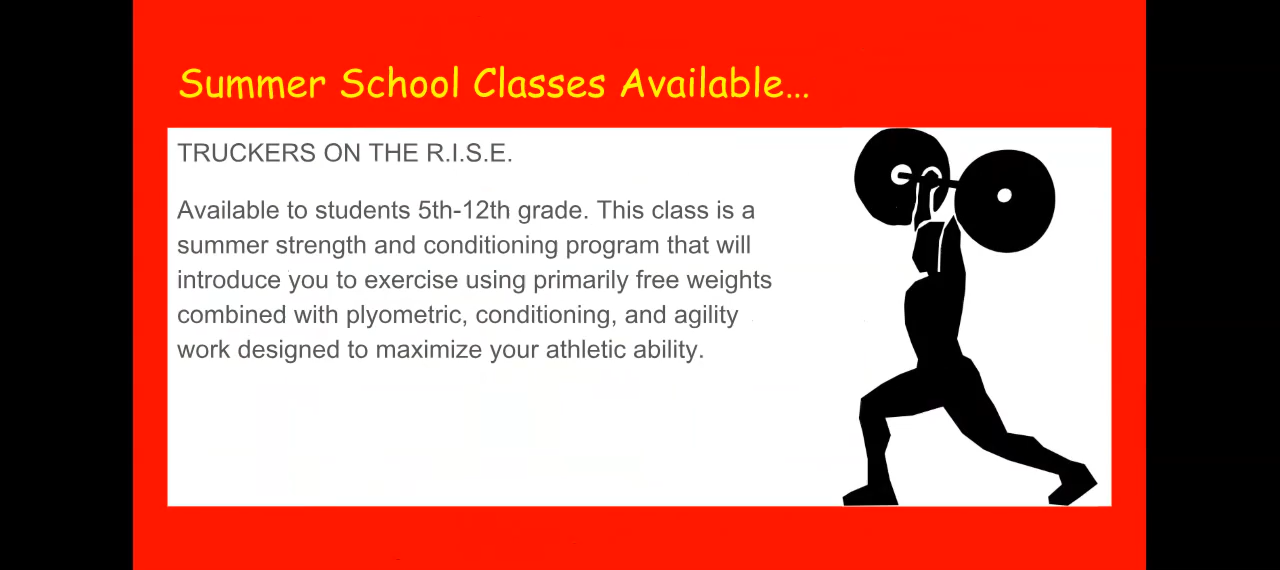 Summer School Classes Available...
TRUCKERS ON THE R.I.S.E.
Available to students 5th-12th grade. This class is a
summer strength and conditioning program that will
introduce you to exercise using primarily free weights
combined with plyometric, conditioning, and agility
work designed to maximize your athletic ability.